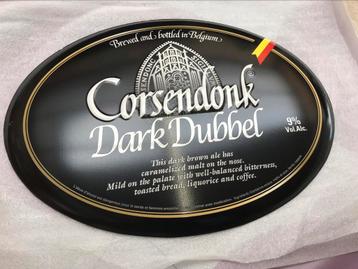 Brewed and bottled in Belgium
Corsendonk
Dark Dubbel
9%
Vol.Alc.
This dark brown ale has
caramelized malt on the nose.
Mild on the palate with well-balanced bitterness,
toasted bread, liquorice and coffee.